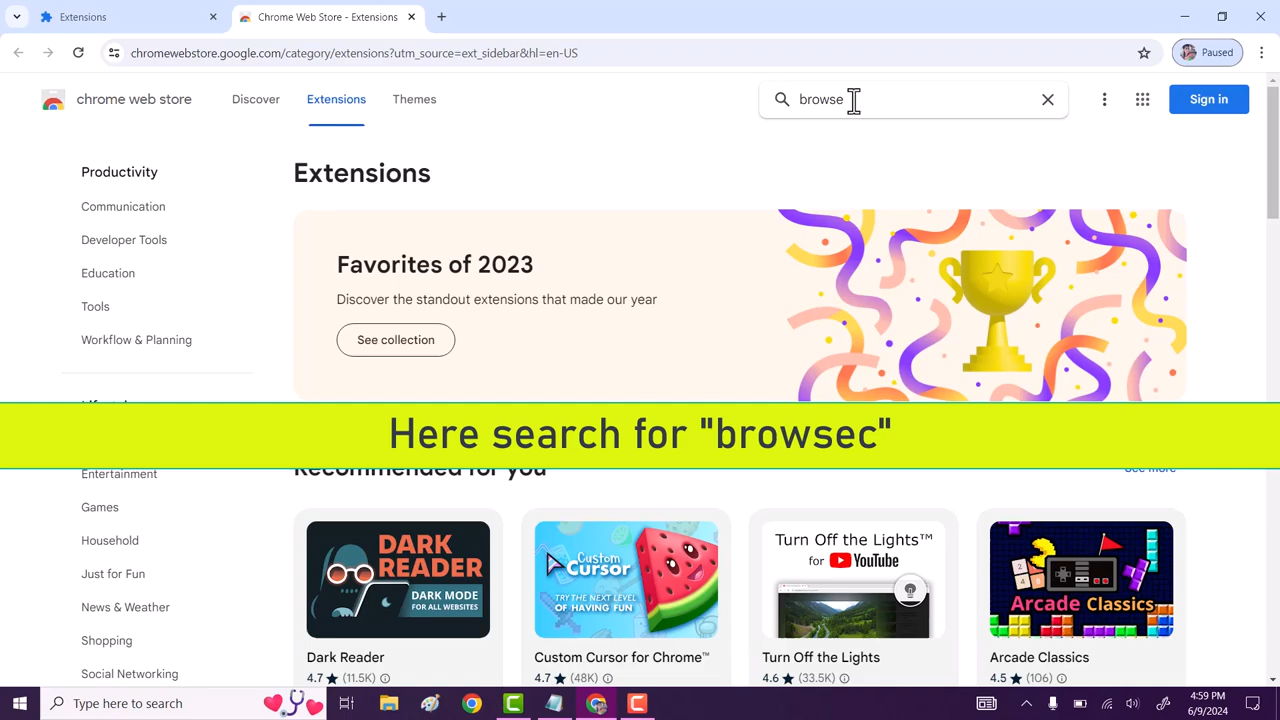 Extensions
Chrome Web Store - Extensions
chromewebstore.google.com/category/extensions?utm_source=ext_sidebar&hl=en-US
Paused
chrome web store
Discover
Extensions
Themes
browse
Sign in
Productivity
Communication
Developer Tools
Education
Tools
Workflow & Planning
Extensions
Favorites of 2023
Discover the standout extensions that made our year
See collection
Here search for "browsec"
Recommended for you
See more
Entertainment
Games
Household
Just for Fun
News & Weather
Shopping
Social Networking
DARK
READER
DARK MODE
FOR ALL WEBSITES
Dark Reader
4.7 ★ (11.5K)
Custom
Cursor
TRY THE NEXT LEVEL
OF HAVING FUN
Custom Cursor for Chrome™
4.7 ★ (48K)
Turn Off the Lights™
for YouTube
Turn Off the Lights
4.6 ★ (33.5K)
Arcade Classics
Arcade Classics
4.5 ★ (106)
Type here to search
4:59 PM
6/9/2024